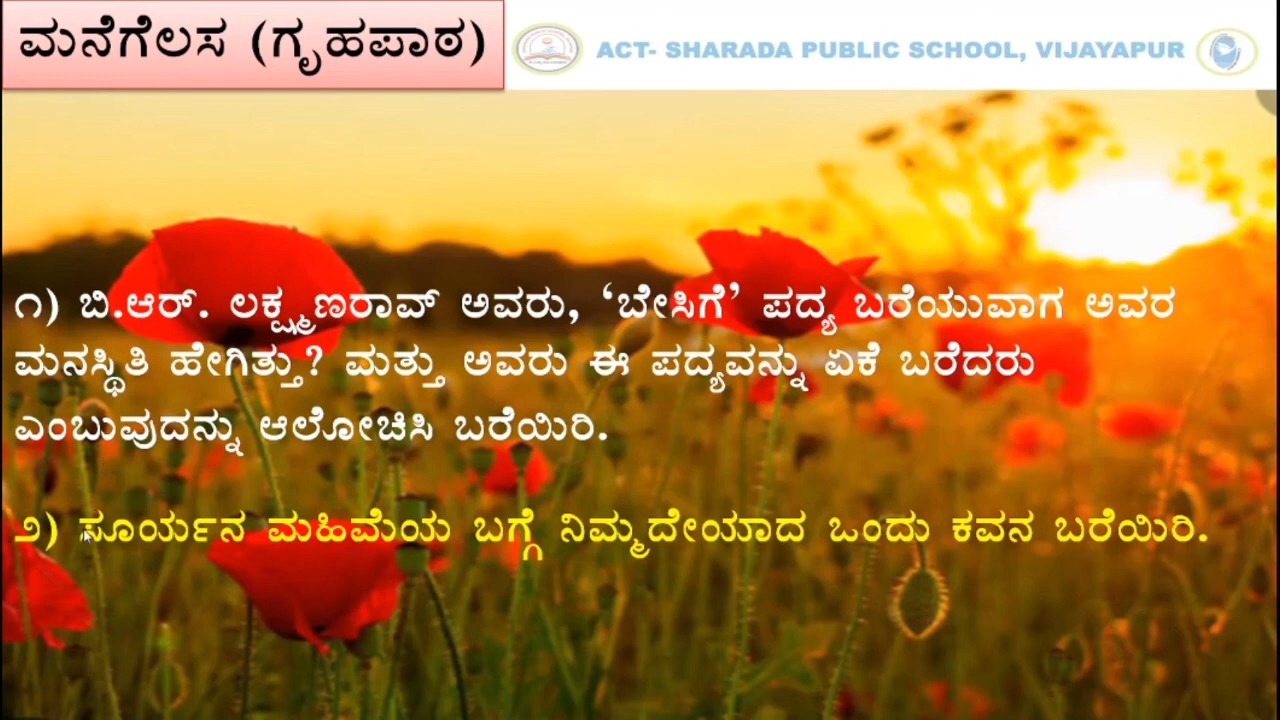 ಮನೆಗೆಲಸ (ಗೃಹಪಾಠ)
ACT- SHARADA PUBLIC SCHOOL, VIJAYAPUR
೧) ಬಿ.ಆರ್. ಲಕ್ಷ್ಮಣರಾವ್ ಅವರು, ‘ಬೇಸಿಗೆ’ ಪದ್ಯ ಬರೆಯುವಾಗ ಅವರ
ಮನಸ್ಥಿತಿ ಹೇಗಿತ್ತು? ಮತ್ತು ಅವರು ಈ ಪದ್ಯವನ್ನು ಏಕೆ ಬರೆದರು
ಎಂಬುವುದನ್ನು ಆಲೋಚಿಸಿ ಬರೆಯಿರಿ.
೨) ಸೂರ್ಯನ ಮಹಿಮೆಯ ಬಗ್ಗೆ ನಿಮ್ಮದೇಯಾದ ಒಂದು ಕವನ ಬರೆಯಿರಿ.